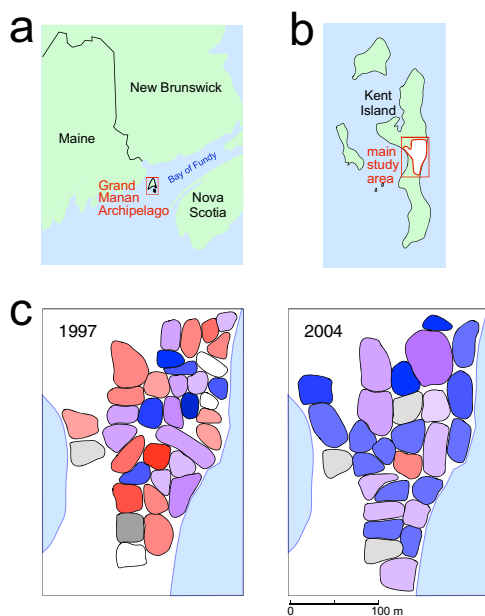 a
New Brunswick
Maine
Bay of Fundy
Grand
Manan
Archipelago
Nova
Scotia
b
Kent
Island
main
study
area
c
1997
2004
0 100 m